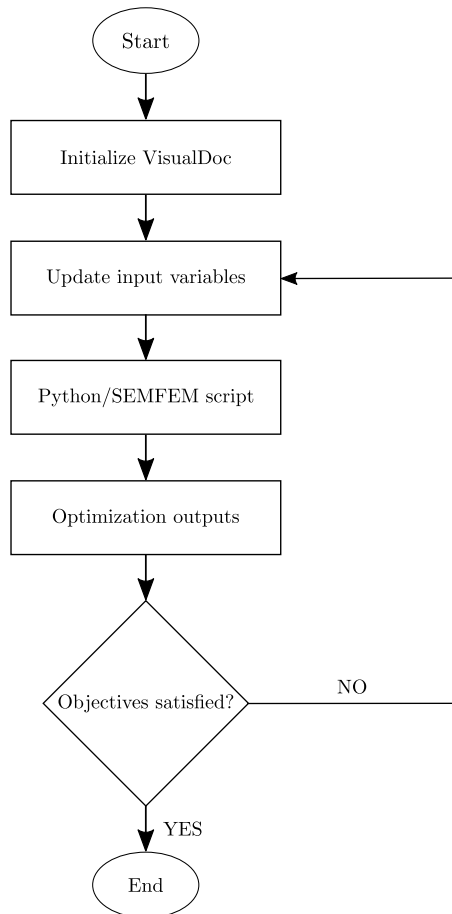 Start
Initialize VisualDoc
Update input variables
Python/SEMFEM script
Optimization outputs
Objectives satisfied?
NO
YES
End